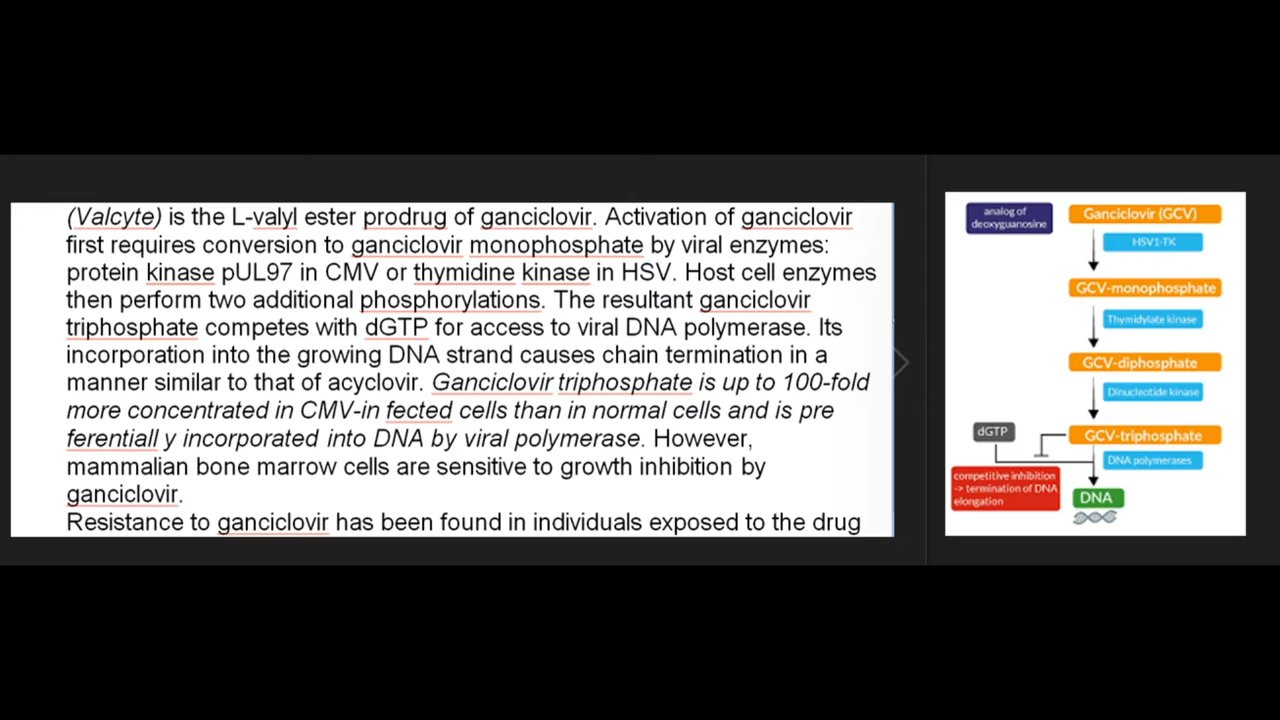 (Valcyte) is the L-valyl ester prodrug of ganciclovir. Activation of ganciclovir
first requires conversion to ganciclovir monophosphate by viral enzymes:
protein kinase pUL97 in CMV or thymidine kinase in HSV. Host cell enzymes
then perform two additional phosphorylations. The resultant ganciclovir
triphosphate competes with dGTP for access to viral DNA polymerase. Its
incorporation into the growing DNA strand causes chain termination in a
manner similar to that of acyclovir. Ganciclovir triphosphate is up to 100-fold
more concentrated in CMV-in fected cells than in normal cells and is pre
ferentiall y incorporated into DNA by viral polymerase. However,
mammalian bone marrow cells are sensitive to growth inhibition by
ganciclovir.
Resistance to ganciclovir has been found in individuals exposed to the drug
analog of
deoxyguanosine
Ganciclovir (GCV)
HSV1-TK
GCV-monophosphate
Thymidylate kinase
GCV-diphosphate
Dinucleotide kinase
dGTP
GCV-triphosphate
DNA polymerases
competitive inhibition
-> termination of DNA
elongation
DNA